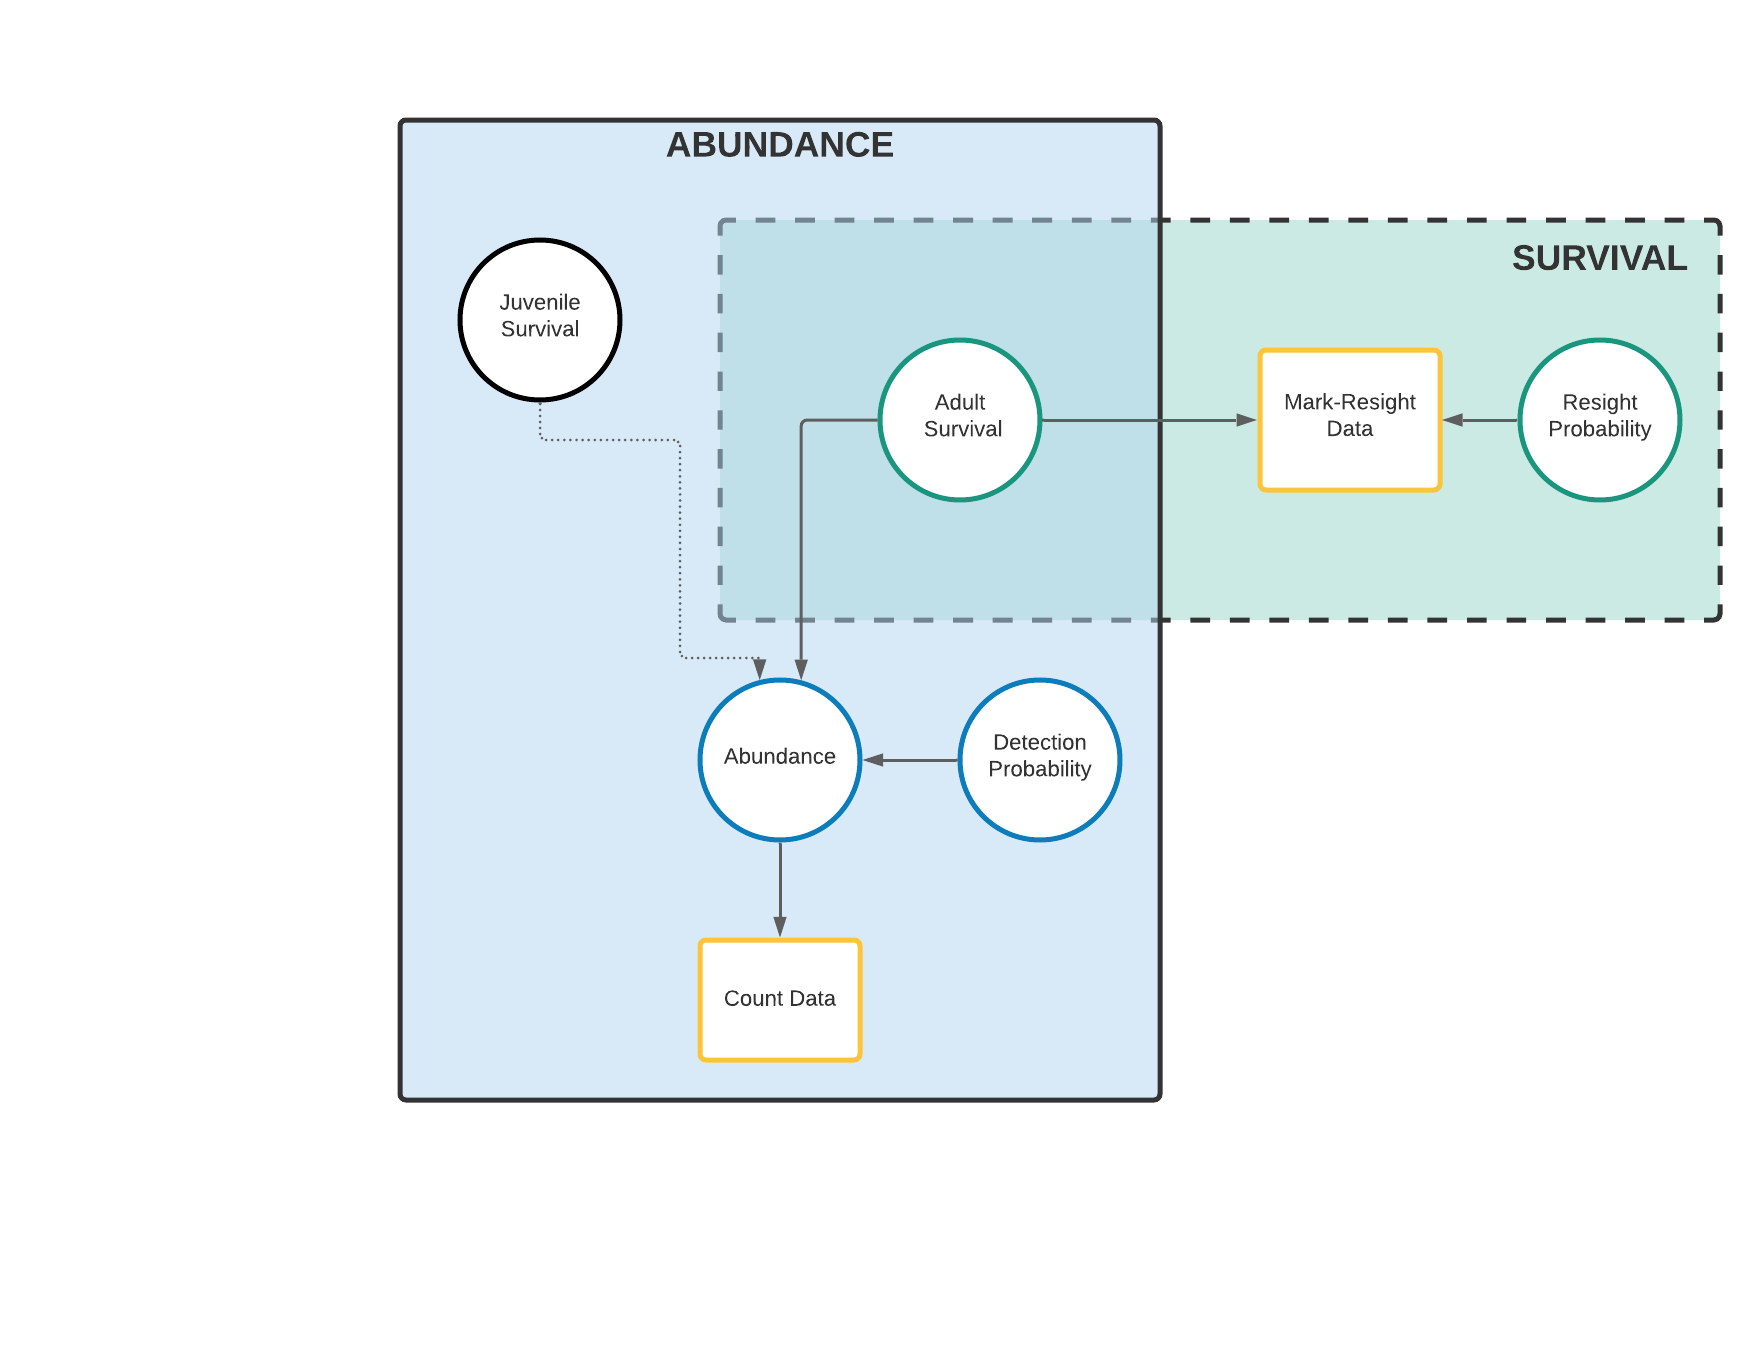 ABUNDANCE
SURVIVAL
Juvenile
Survival
Adult
Survival
Mark-Resight
Data
Resight
Probability
Abundance
Detection
Probability
Count Data